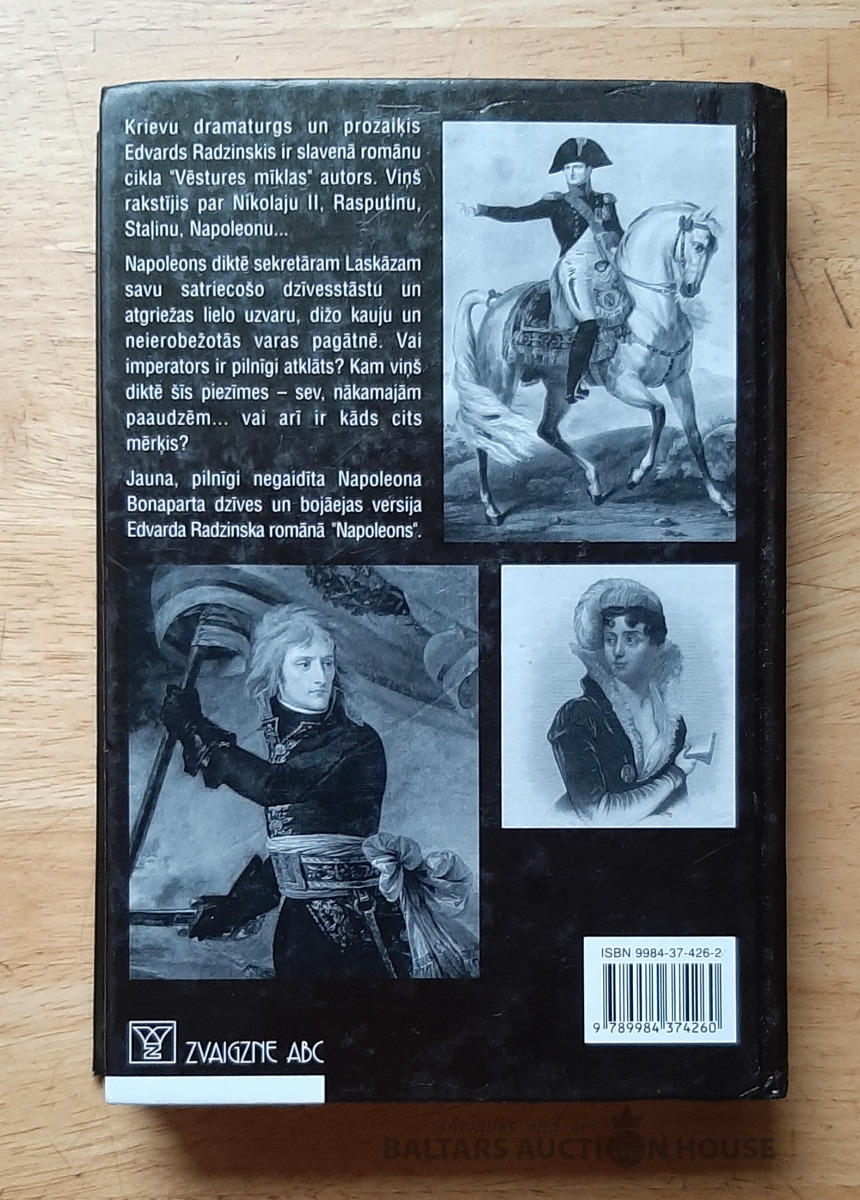 Krievu dramaturgs un prozaiķis
Edvards Radzinskis ir slavenā romānu
cikla "Vēstures mīklas" autors. Viņš
rakstījis par Nikolaju II, Rasputinu,
Staļinu, Napoleonu...
Napoleons diktē sekretāram Laskāzam
savu satriecošo dzīvesstāstu un
atgriežas lielo uzvaru, dižo kauju un
neierobežotās varas pagātnē. Vai
imperators ir pilnīgi atklāts? Kam viņš
diktē šīs piezīmes – sev, nākamajām
paaudzēm... vai arī ir kāds cits
mērķis?
Jauna, pilnīgi negaidīta Napoleona
Bonaparta dzīves un bojāejas versija
Edvarda Radzinska romānā "Napoleons".
ISBN 9984-37-426-2
9 789984 374260
ZVAIGZNE ABC
antiques and art
BALTARS AUCTION HOUSE